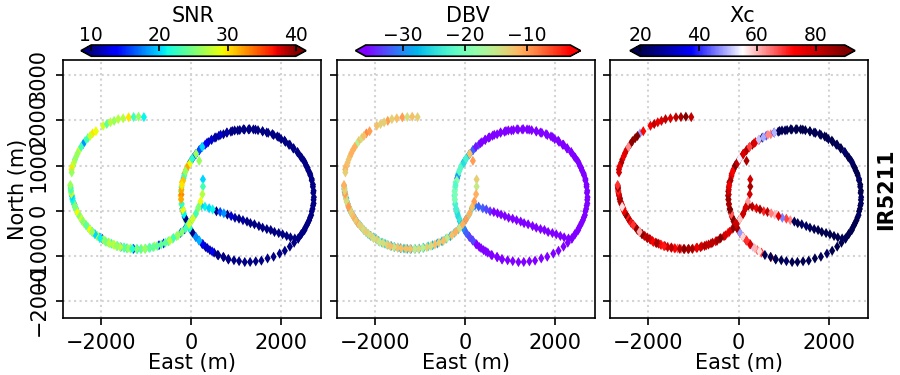 SNR
DBV
Xc
10 20 30 40
−30 −20 −10
20 40 60 80
North (m)
3000
2000
1000
0
−1000
−2000
−2000 0 2000
−2000 0 2000
−2000 0 2000
East (m)
East (m)
East (m)
IR5211